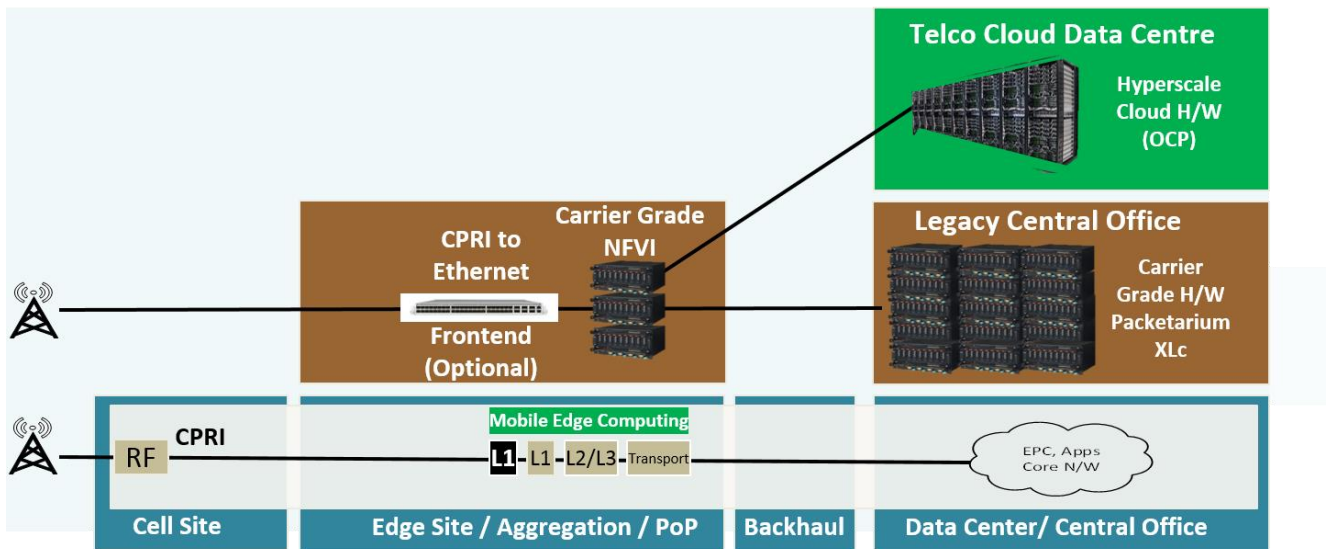 Telco Cloud Data Centre
Hyperscale
Cloud H/W
(OCP)
Carrier Grade
NFVI
CPRI to
Ethernet
Frontend
(Optional)
Legacy Central Office
Carrier
Grade H/W
Packetarium
XLc
Mobile Edge Computing
CPRI
RF
L1
L1
L2/L3
Transport
EPC, Apps
Core N/W
Cell Site
Edge Site / Aggregation / PoP
Backhaul
Data Center/ Central Office